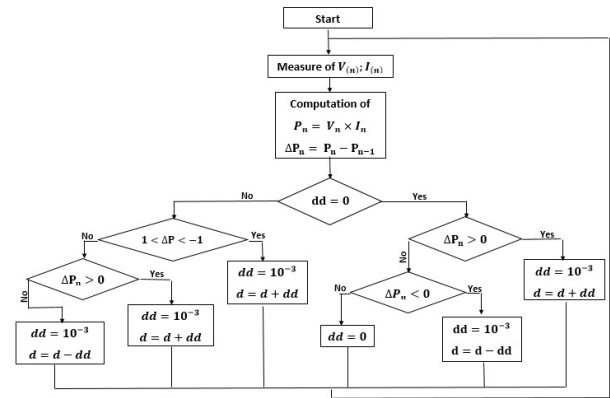 Start
Measure of V₍ₙ₎; I₍ₙ₎
Computation of
Pₙ = Vₙ × Iₙ
ΔPₙ = Pₙ − Pₙ₋₁
dd = 0
No
Yes
1 < ΔP < −1
No
Yes
ΔPₙ > 0
No
Yes
dd = 10⁻³
d = d − dd
dd = 10⁻³
d = d + dd
dd = 10⁻³
d = d + dd
ΔPₙ > 0
No
Yes
ΔPₙ < 0
No
Yes
dd = 0
dd = 10⁻³
d = d − dd
dd = 10⁻³
d = d + dd